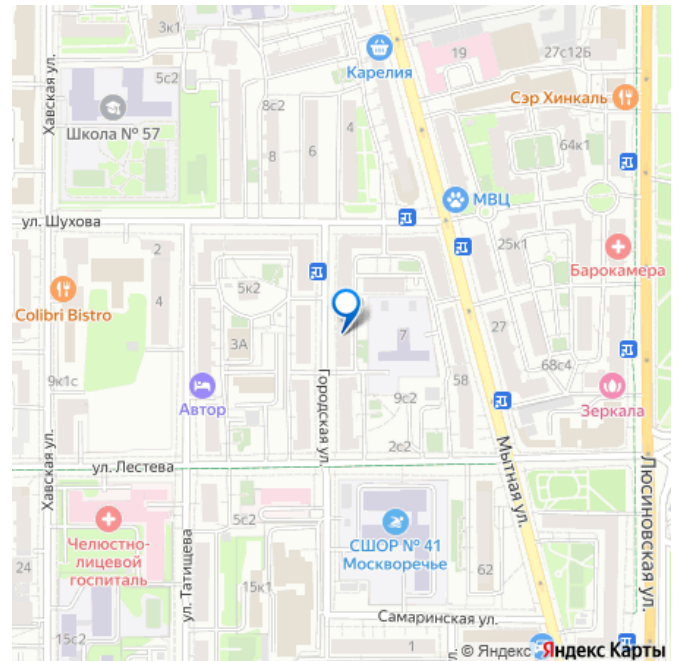 3к1
Карелия
19
27с12Б
5с2
Сэр Хинкаль
Хавская ул.
8с2
Школа № 57
4
8
6
64к1
МВЦ
ул. Шухова
2
25к1
Барокамера
5к2
4
Colibri Bistro
3А
7
27
68с4
9к1с
Автор
Городская ул.
58
9с2
Зеркала
2с2
Хавская ул.
ул. Лестева
Мытная ул.
Люсиновская ул.
5с2
СШОР № 41
Москворечье
Челюстно-
лицевой
госпиталь
24
ул. Татищева
15к1
62
Самаринская ул.
15с2
1
© Яндекс Яндекс Карты